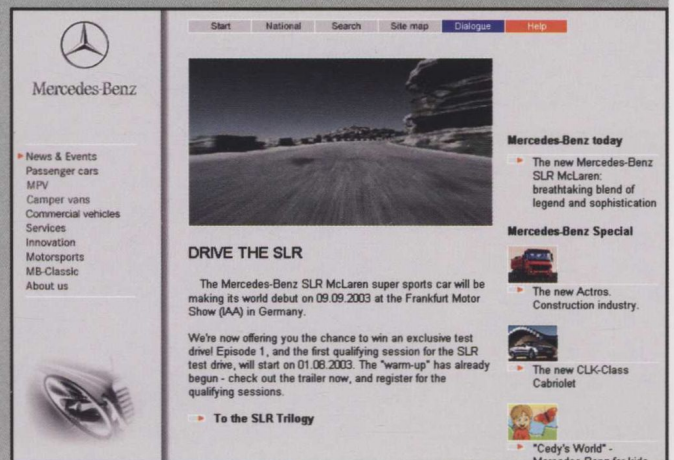 Start National Search Site map Dialogue Help
Mercedes-Benz
News & Events
Passenger cars
MPV
Camper vans
Commercial vehicles
Services
Innovation
Motorsports
MB-Classic
About us
DRIVE THE SLR
The Mercedes-Benz SLR McLaren super sports car will be
making its world debut on 09.09.2003 at the Frankfurt Motor
Show (IAA) in Germany.
We're now offering you the chance to win an exclusive test
drive! Episode 1, and the first qualifying session for the SLR
test drive, will start on 01.08.2003. The "warm-up" has already
begun - check out the trailer now, and register for the
qualifying sessions.
To the SLR Trilogy
Mercedes-Benz today
The new Mercedes-Benz
SLR McLaren:
breathtaking blend of
legend and sophistication
Mercedes-Benz Special
The new Actros.
Construction industry.
The new CLK-Class
Cabriolet
"Cedy's World" -
Mercedes-Benz for kids